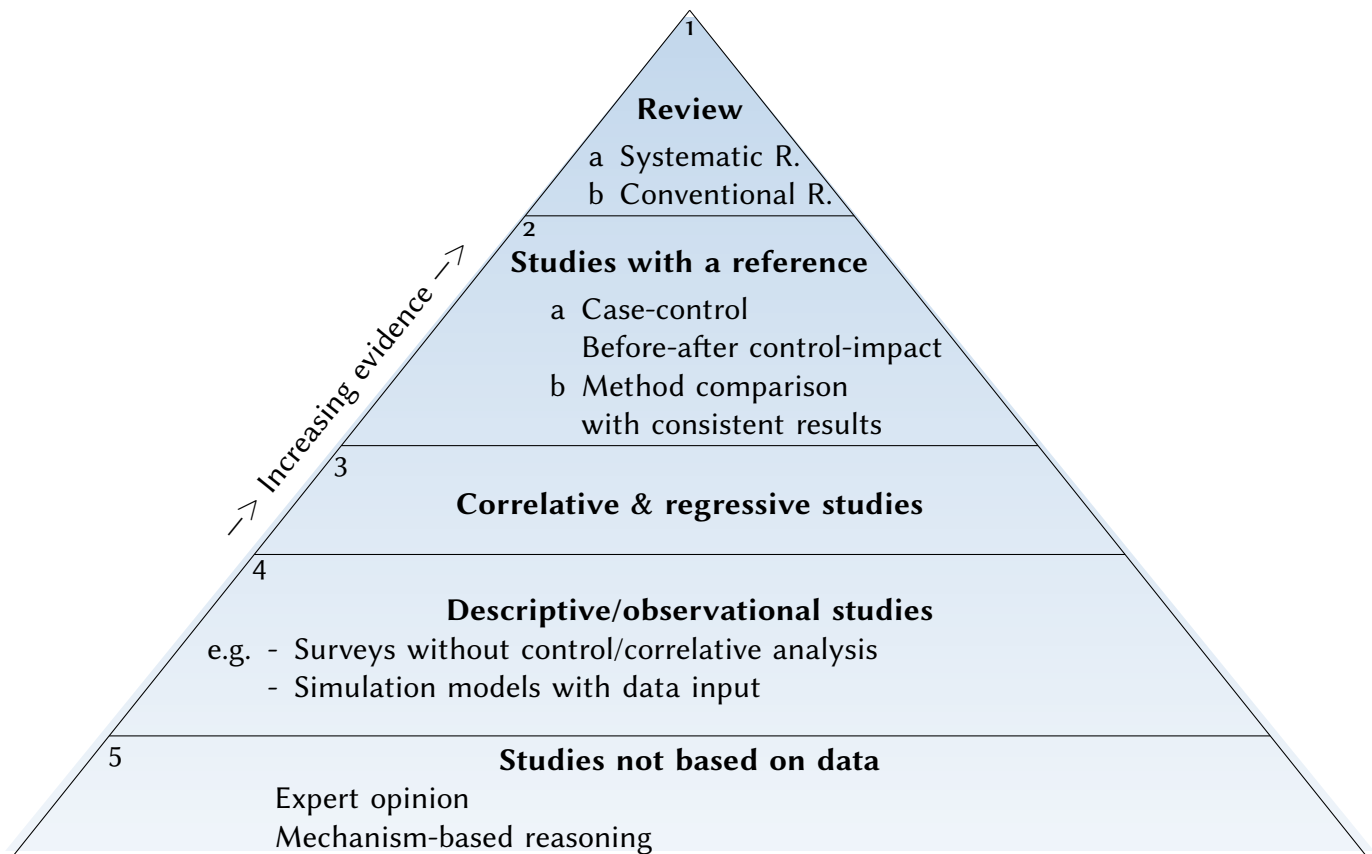 1
Review
a Systematic R.
b Conventional R.
2
Studies with a reference
a Case-control
Before-after control-impact
b Method comparison
with consistent results
—> Increasing evidence —>
3
Correlative & regressive studies
4
Descriptive/observational studies
e.g. - Surveys without control/correlative analysis
- Simulation models with data input
5
Studies not based on data
Expert opinion
Mechanism-based reasoning